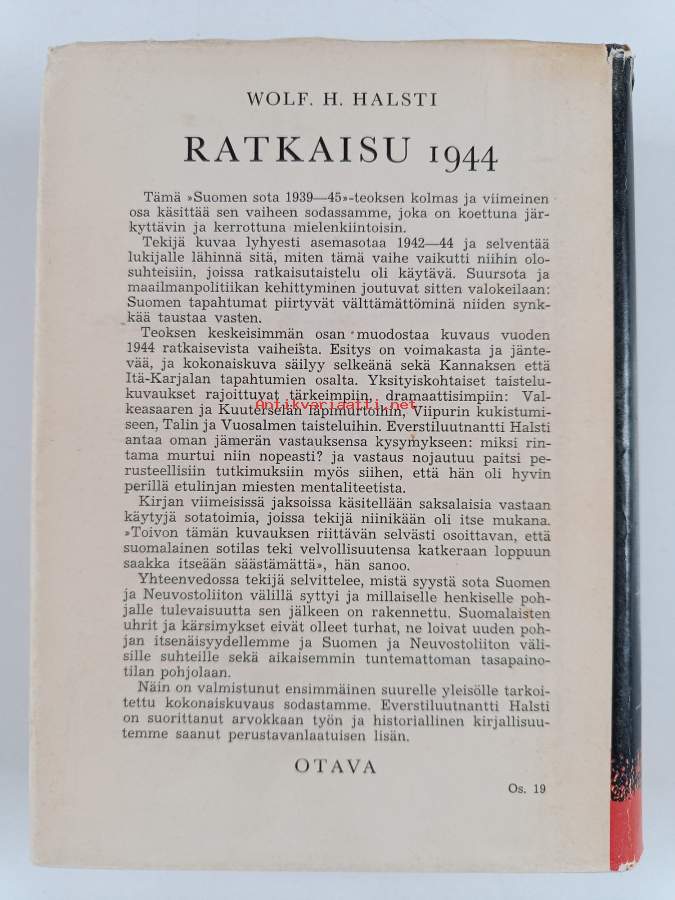 WOLF. H. HALSTI
RATKAISU 1944
Tämä »Suomen sota 1939—45»-teoksen kolmas ja viimeinen
osa käsittää sen vaiheen sodassamme, joka on koettuna jär-
kyttävin ja kerrottuna mielenkiintoisin.
Tekijä kuvaa lyhyesti asemasotaa 1942—44 ja selventää
lukijalle lähinnä sitä, miten tämä vaihe vaikutti niihin olo-
suhteisiin, joissa ratkaisutaistelu oli käytävä. Suursota ja
maailmanpolitiikan kehittyminen joutuvat sitten valokeilaan:
Suomen tapahtumat piirtyvät välttämättöminä niiden synk-
kää taustaa vasten.
Teoksen keskeisimmän osan muodostaa kuvaus vuoden
1944 ratkaisevista vaiheista. Esitys on voimakasta ja jänte-
vää, ja kokonaiskuva säilyy selkeänä sekä Kannaksen että
Itä-Karjalan tapahtumien osalta. Yksityiskohtaiset taistelu-
kuvaukset rajoittuvat tärkeimpiin, dramaattisimpiin: Val-
Antikvariaatti.net
keasaaren ja Kuuterselän läpimurtoihin, Viipurin kukistumi-
seen, Talin ja Vuosalmen taisteluihin. Everstiluutnantti Halsti
antaa oman jämerän vastauksensa kysymykseen: miksi rin-
tama murtui niin nopeasti? ja vastaus nojautuu paitsi pe-
rusteellisiin tutkimuksiin myös siihen, että hän oli hyvin
perillä etulinjan miesten mentaliteetista.
Kirjan viimeisissä jaksoissa käsitellään saksalaisia vastaan
käytyjä sotatoimia, joissa tekijä niinikään oli itse mukana.
»Toivon tämän kuvauksen riittävän selvästi osoittavan, että
suomalainen sotilas teki velvollisuutensa katkeraan loppuun
saakka itseään säästämättä», hän sanoo.
Yhteenvedossa tekijä selvittelee, mistä syystä sota Suomen
ja Neuvostoliiton välillä syttyi ja millaiselle henkiselle poh-
jalle tulevaisuutta sen jälkeen on rakennettu. Suomalaisten
uhrit ja kärsimykset eivät olleet turhat, ne loivat uuden poh-
jan itsenäisyydellemme ja Suomen ja Neuvostoliiton väli-
sille suhteille sekä aikaisemmin tuntemattoman tasapaino-
tilan pohjolaan.
Näin on valmistunut ensimmäinen suurelle yleisölle tarkoi-
tettu kokonaiskuvaus sodastamme. Everstiluutnantti Halsti
on suorittanut arvokkaan työn ja historiallinen kirjallisuu-
temme saanut perustavanlaatuisen lisän.
OTAVA
Os. 19